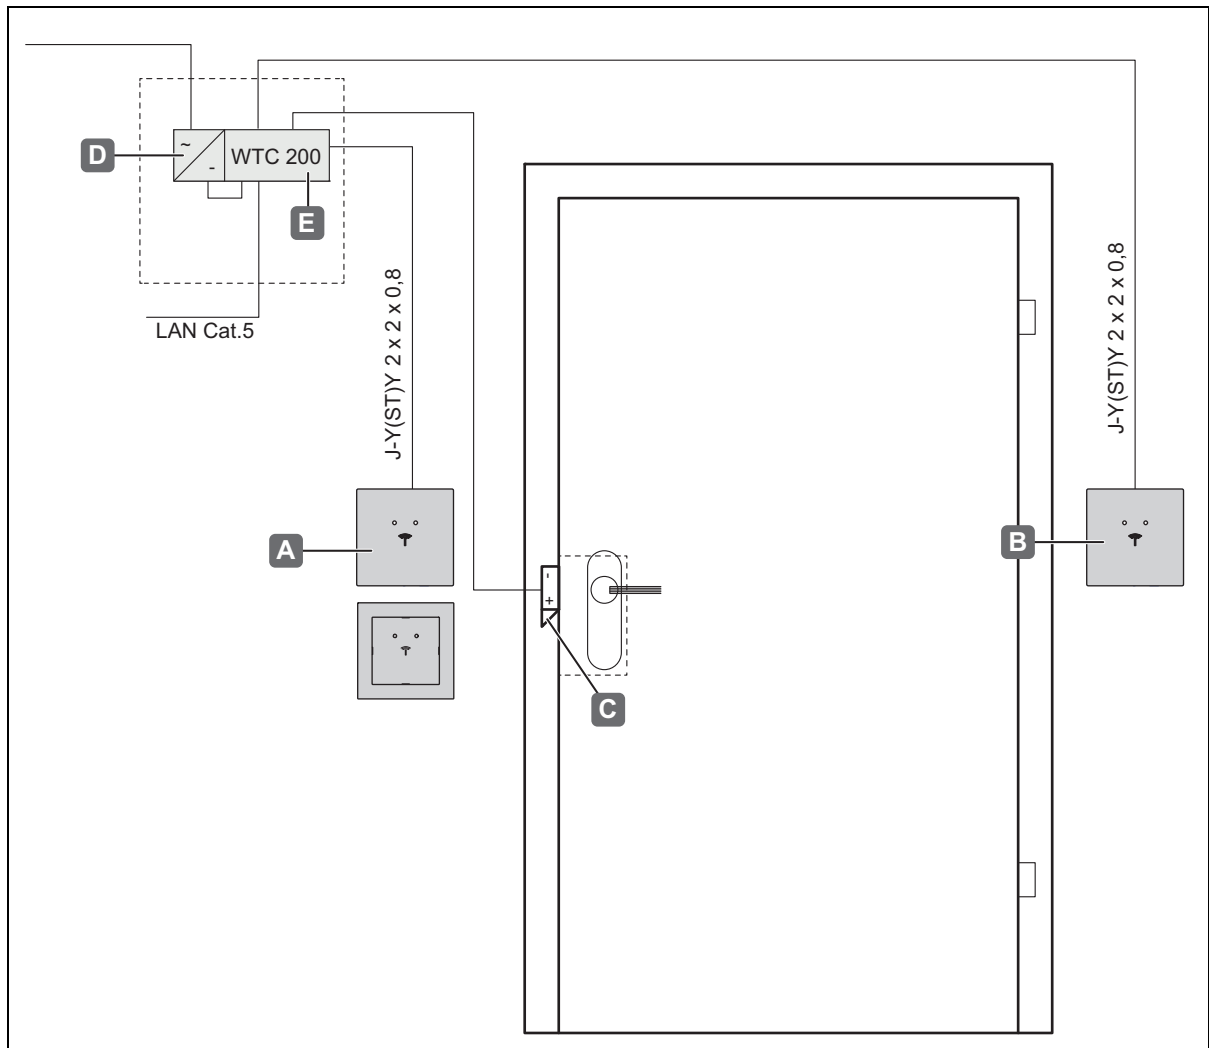 D
~
-
WTC 200
E
LAN Cat.5
J-Y(ST)Y 2 x 2 x 0,8
J-Y(ST)Y 2 x 2 x 0,8
A
B
-
+
C